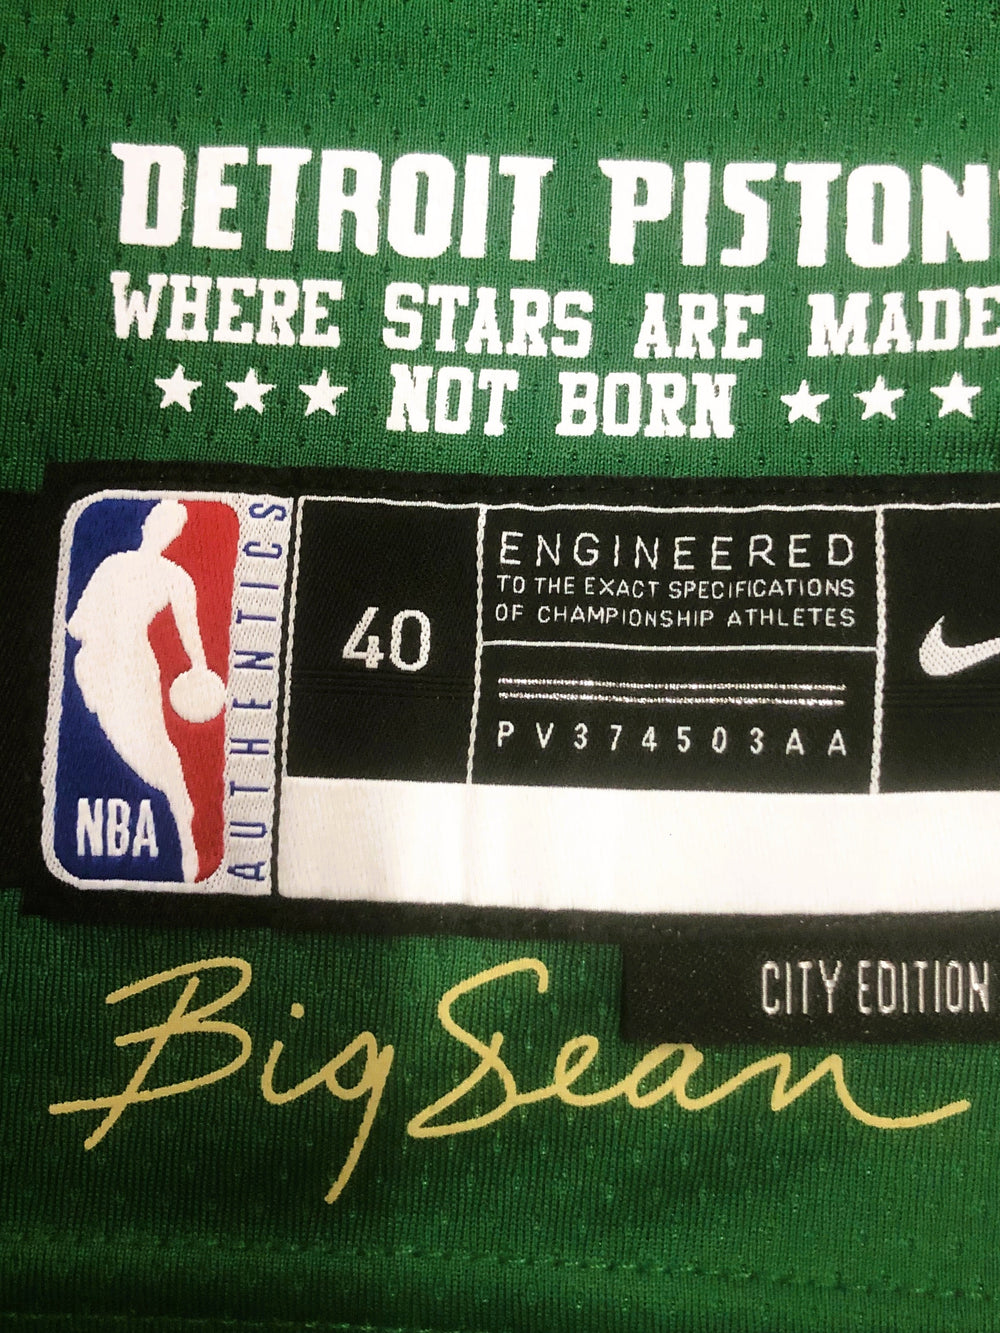 DETROIT PISTON
WHERE STARS ARE MADE
NOT BORN
NBA
AUTHENTICS
40
ENGINEERED
TO THE EXACT SPECIFICATIONS
OF CHAMPIONSHIP ATHLETES
PV374503AA
CITY EDITION
Big Sean